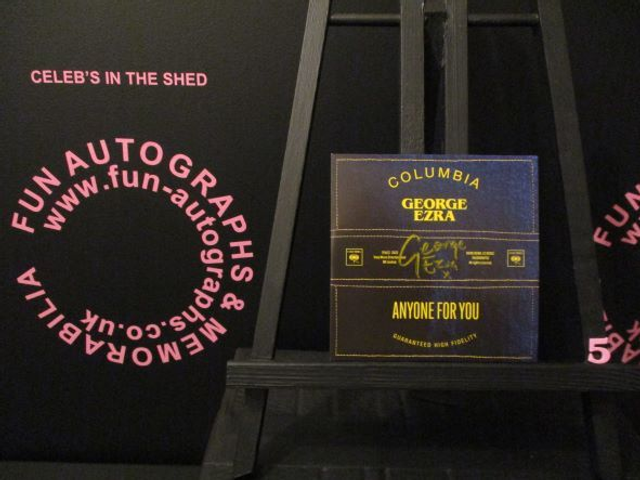 CELEB'S IN THE SHED
FUN AUTOGRAPHS & MEMORABILIA
www.fun-autographs.co.uk
COLUMBIA
GEORGE
EZRA
George
Ezra
x
ANYONE FOR YOU
GUARANTEED HIGH FIDELITY
FU
5